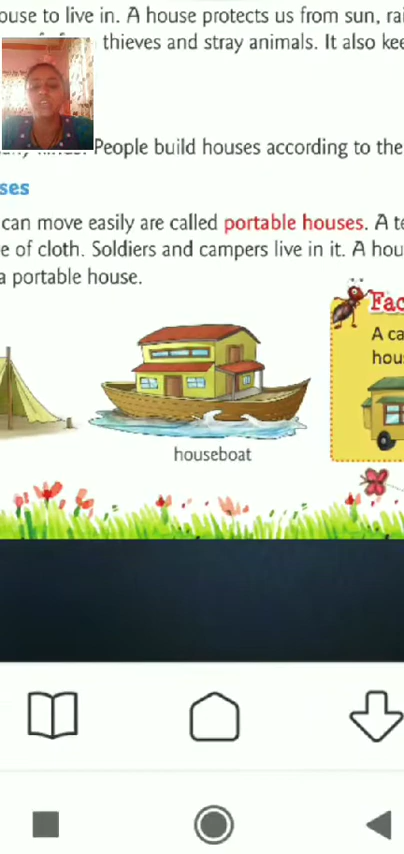 ouse to live in. A house protects us from sun, rai
thieves and stray animals. It also kee
People build houses according to the
ses
can move easily are called portable houses. A te
e of cloth. Soldiers and campers live in it. A hou
a portable house.
Fac
A ca
hous
houseboat